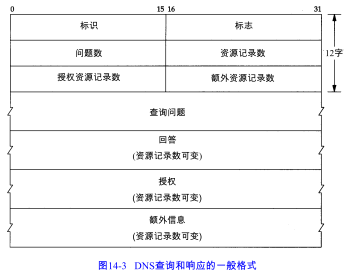 0 15 16 31
标识 标志
问题数 资源记录数
12字
授权资源记录数 额外资源记录数
查询问题
回答
(资源记录数可变)
授权
(资源记录数可变)
额外信息
(资源记录数可变)
图14-3 DNS查询和响应的一般格式